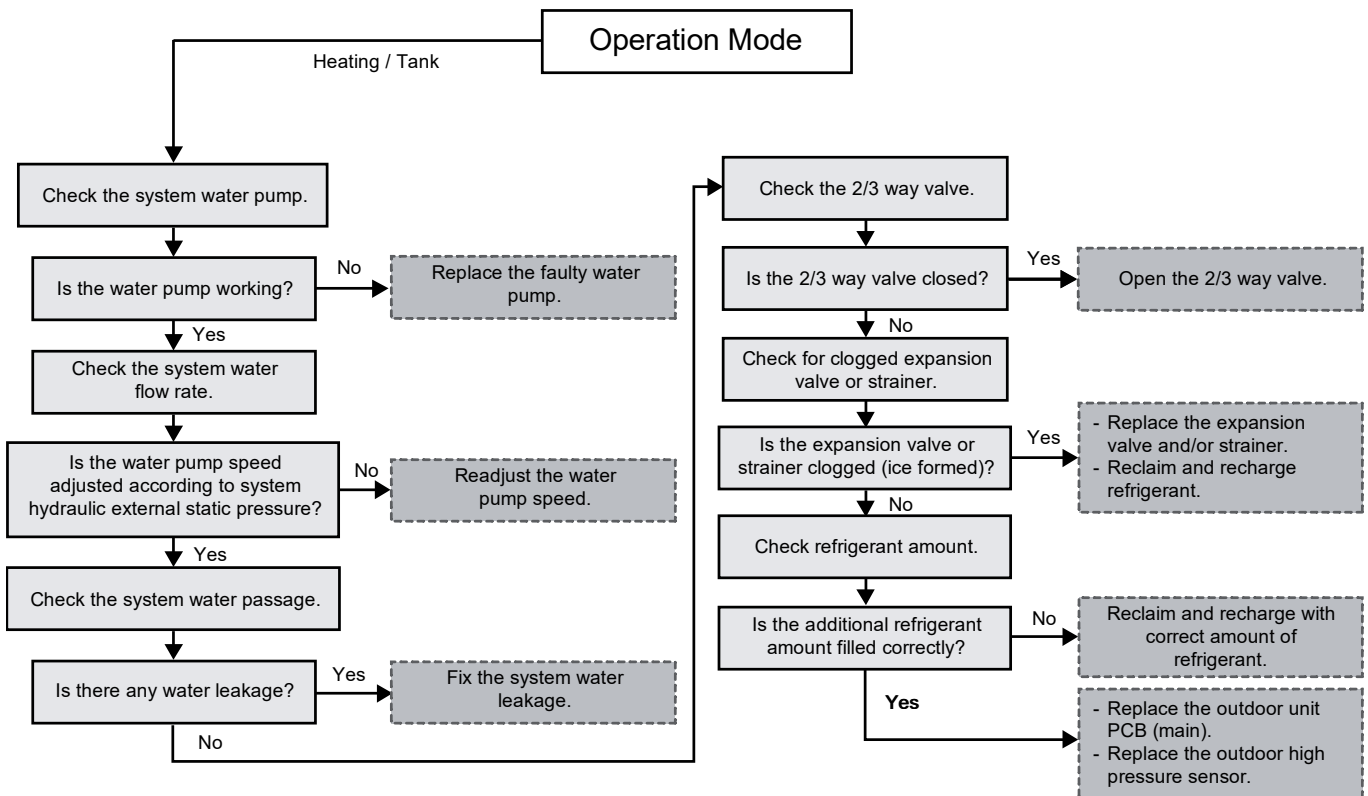 Operation Mode
Heating / Tank
Check the system water pump.
Is the water pump working?
No
Replace the faulty water
pump.
Yes
Check the system water
flow rate.
Is the water pump speed
adjusted according to system
hydraulic external static pressure?
No
Readjust the water
pump speed.
Yes
Check the system water passage.
Is there any water leakage?
Yes
Fix the system water
leakage.
No
Check the 2/3 way valve.
Is the 2/3 way valve closed?
Yes
Open the 2/3 way valve.
No
Check for clogged expansion
valve or strainer.
Is the expansion valve or
strainer clogged (ice formed)?
Yes
- Replace the expansion
valve and/or strainer.
- Reclaim and recharge
refrigerant.
No
Check refrigerant amount.
Is the additional refrigerant
amount filled correctly?
No
Reclaim and recharge with
correct amount of
refrigerant.
Yes
- Replace the outdoor unit
PCB (main).
- Replace the outdoor high
pressure sensor.